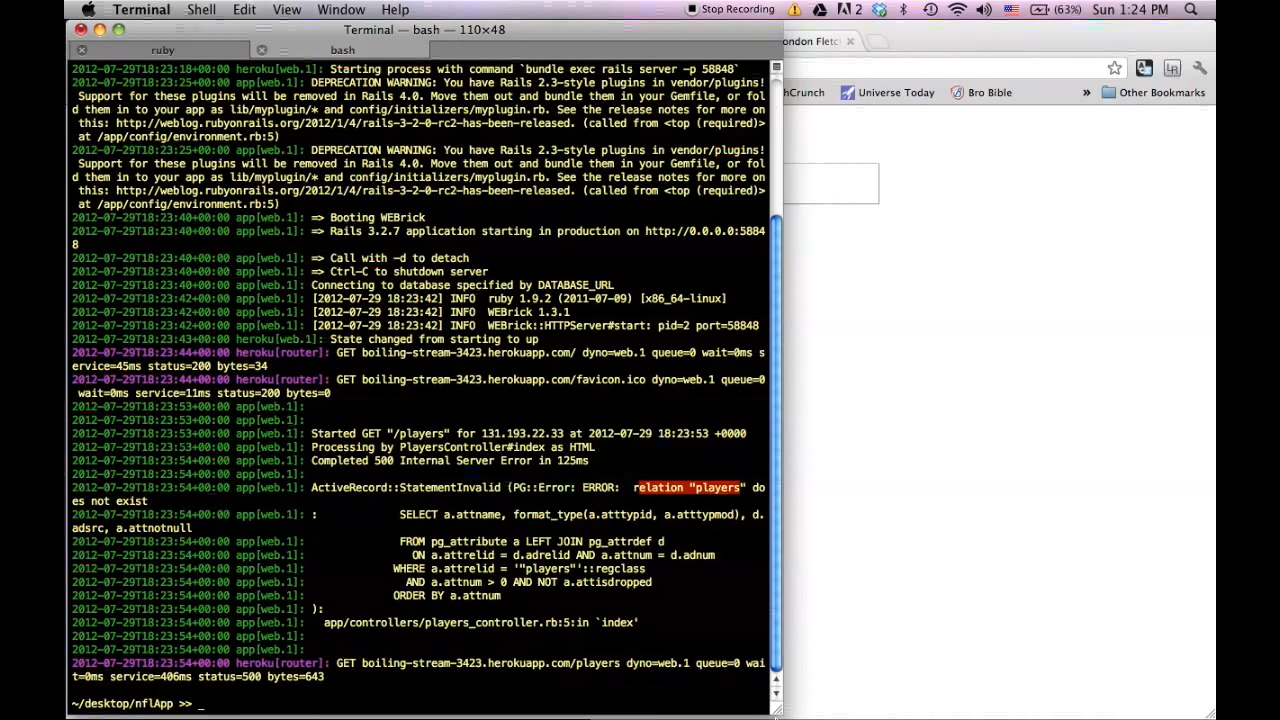 Terminal Shell Edit View Window Help Stop Recording 2 (63%) Sun 1:24 PM
Terminal — bash — 110×48
ruby bash
2012-07-29T18:23:18+00:00 heroku[web.1]: Starting process with command `bundle exec rails server -p 58848`
2012-07-29T18:23:25+00:00 app[web.1]: DEPRECATION WARNING: You have Rails 2.3-style plugins in vendor/plugins!
Support for these plugins will be removed in Rails 4.0. Move them out and bundle them in your Gemfile, or fol
d them in to your app as lib/myplugin/* and config/initializers/myplugin.rb. See the release notes for more on
this: http://weblog.rubyonrails.org/2012/1/4/rails-3-2-0-rc2-has-been-released. (called from <top (required)>
at /app/config/environment.rb:5)
2012-07-29T18:23:25+00:00 app[web.1]: DEPRECATION WARNING: You have Rails 2.3-style plugins in vendor/plugins!
Support for these plugins will be removed in Rails 4.0. Move them out and bundle them in your Gemfile, or fol
d them in to your app as lib/myplugin/* and config/initializers/myplugin.rb. See the release notes for more on
this: http://weblog.rubyonrails.org/2012/1/4/rails-3-2-0-rc2-has-been-released. (called from <top (required)>
at /app/config/environment.rb:5)
2012-07-29T18:23:40+00:00 app[web.1]: => Booting WEBrick
2012-07-29T18:23:40+00:00 app[web.1]: => Rails 3.2.7 application starting in production on http://0.0.0.0:5884
8
2012-07-29T18:23:40+00:00 app[web.1]: => Call with -d to detach
2012-07-29T18:23:40+00:00 app[web.1]: => Ctrl-C to shutdown server
2012-07-29T18:23:40+00:00 app[web.1]: Connecting to database specified by DATABASE_URL
2012-07-29T18:23:42+00:00 app[web.1]: [2012-07-29 18:23:42] INFO ruby 1.9.2 (2011-07-09) [x86_64-linux]
2012-07-29T18:23:42+00:00 app[web.1]: [2012-07-29 18:23:42] INFO WEBrick 1.3.1
2012-07-29T18:23:42+00:00 app[web.1]: [2012-07-29 18:23:42] INFO WEBrick::HTTPServer#start: pid=2 port=58848
2012-07-29T18:23:43+00:00 heroku[web.1]: State changed from starting to up
2012-07-29T18:23:44+00:00 heroku[router]: GET boiling-stream-3423.herokuapp.com/ dyno=web.1 queue=0 wait=0ms s
ervice=45ms status=200 bytes=34
2012-07-29T18:23:44+00:00 heroku[router]: GET boiling-stream-3423.herokuapp.com/favicon.ico dyno=web.1 queue=0
wait=0ms service=11ms status=200 bytes=0
2012-07-29T18:23:53+00:00 app[web.1]:
2012-07-29T18:23:53+00:00 app[web.1]:
2012-07-29T18:23:53+00:00 app[web.1]: Started GET "/players" for 131.193.22.33 at 2012-07-29 18:23:53 +0000
2012-07-29T18:23:53+00:00 app[web.1]: Processing by PlayersController#index as HTML
2012-07-29T18:23:54+00:00 app[web.1]: Completed 500 Internal Server Error in 125ms
2012-07-29T18:23:54+00:00 app[web.1]:
2012-07-29T18:23:54+00:00 app[web.1]: ActiveRecord::StatementInvalid (PG::Error: ERROR: relation "players" do
es not exist
2012-07-29T18:23:54+00:00 app[web.1]: : SELECT a.attname, format_type(a.atttypid, a.atttypmod), d.
adsrc, a.attnotnull
2012-07-29T18:23:54+00:00 app[web.1]: FROM pg_attribute a LEFT JOIN pg_attrdef d
2012-07-29T18:23:54+00:00 app[web.1]: ON a.attrelid = d.adrelid AND a.attnum = d.adnum
2012-07-29T18:23:54+00:00 app[web.1]: WHERE a.attrelid = '"players"'::regclass
2012-07-29T18:23:54+00:00 app[web.1]: AND a.attnum > 0 AND NOT a.attisdropped
2012-07-29T18:23:54+00:00 app[web.1]: ORDER BY a.attnum
2012-07-29T18:23:54+00:00 app[web.1]: ):
2012-07-29T18:23:54+00:00 app[web.1]: app/controllers/players_controller.rb:5:in `index'
2012-07-29T18:23:54+00:00 app[web.1]:
2012-07-29T18:23:54+00:00 app[web.1]:
2012-07-29T18:23:54+00:00 heroku[router]: GET boiling-stream-3423.herokuapp.com/players dyno=web.1 queue=0 wai
t=0ms service=406ms status=500 bytes=643
~/desktop/nflApp >> _
ondon Fletc
hCrunch Universe Today Bro Bible » Other Bookmarks